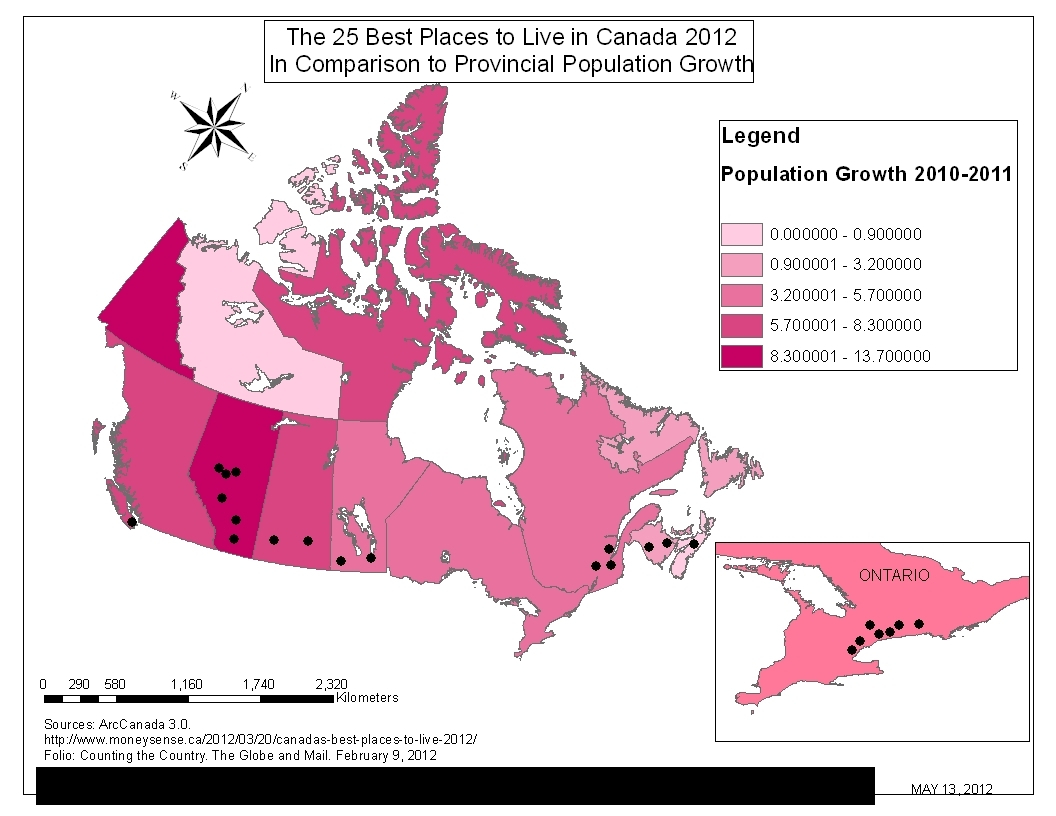 The 25 Best Places to Live in Canada 2012
In Comparison to Provincial Population Growth
N
W
E
S
Legend
Population Growth 2010-2011
0.000000 - 0.900000
0.900001 - 3.200000
3.200001 - 5.700000
5.700001 - 8.300000
8.300001 - 13.700000
ONTARIO
0 290 580 1,160 1,740 2,320
Kilometers
Sources: ArcCanada 3.0.
http://www.moneysense.ca/2012/03/20/canadas-best-places-to-live-2012/
Folio: Counting the Country. The Globe and Mail. February 9, 2012
MAY 13, 2012